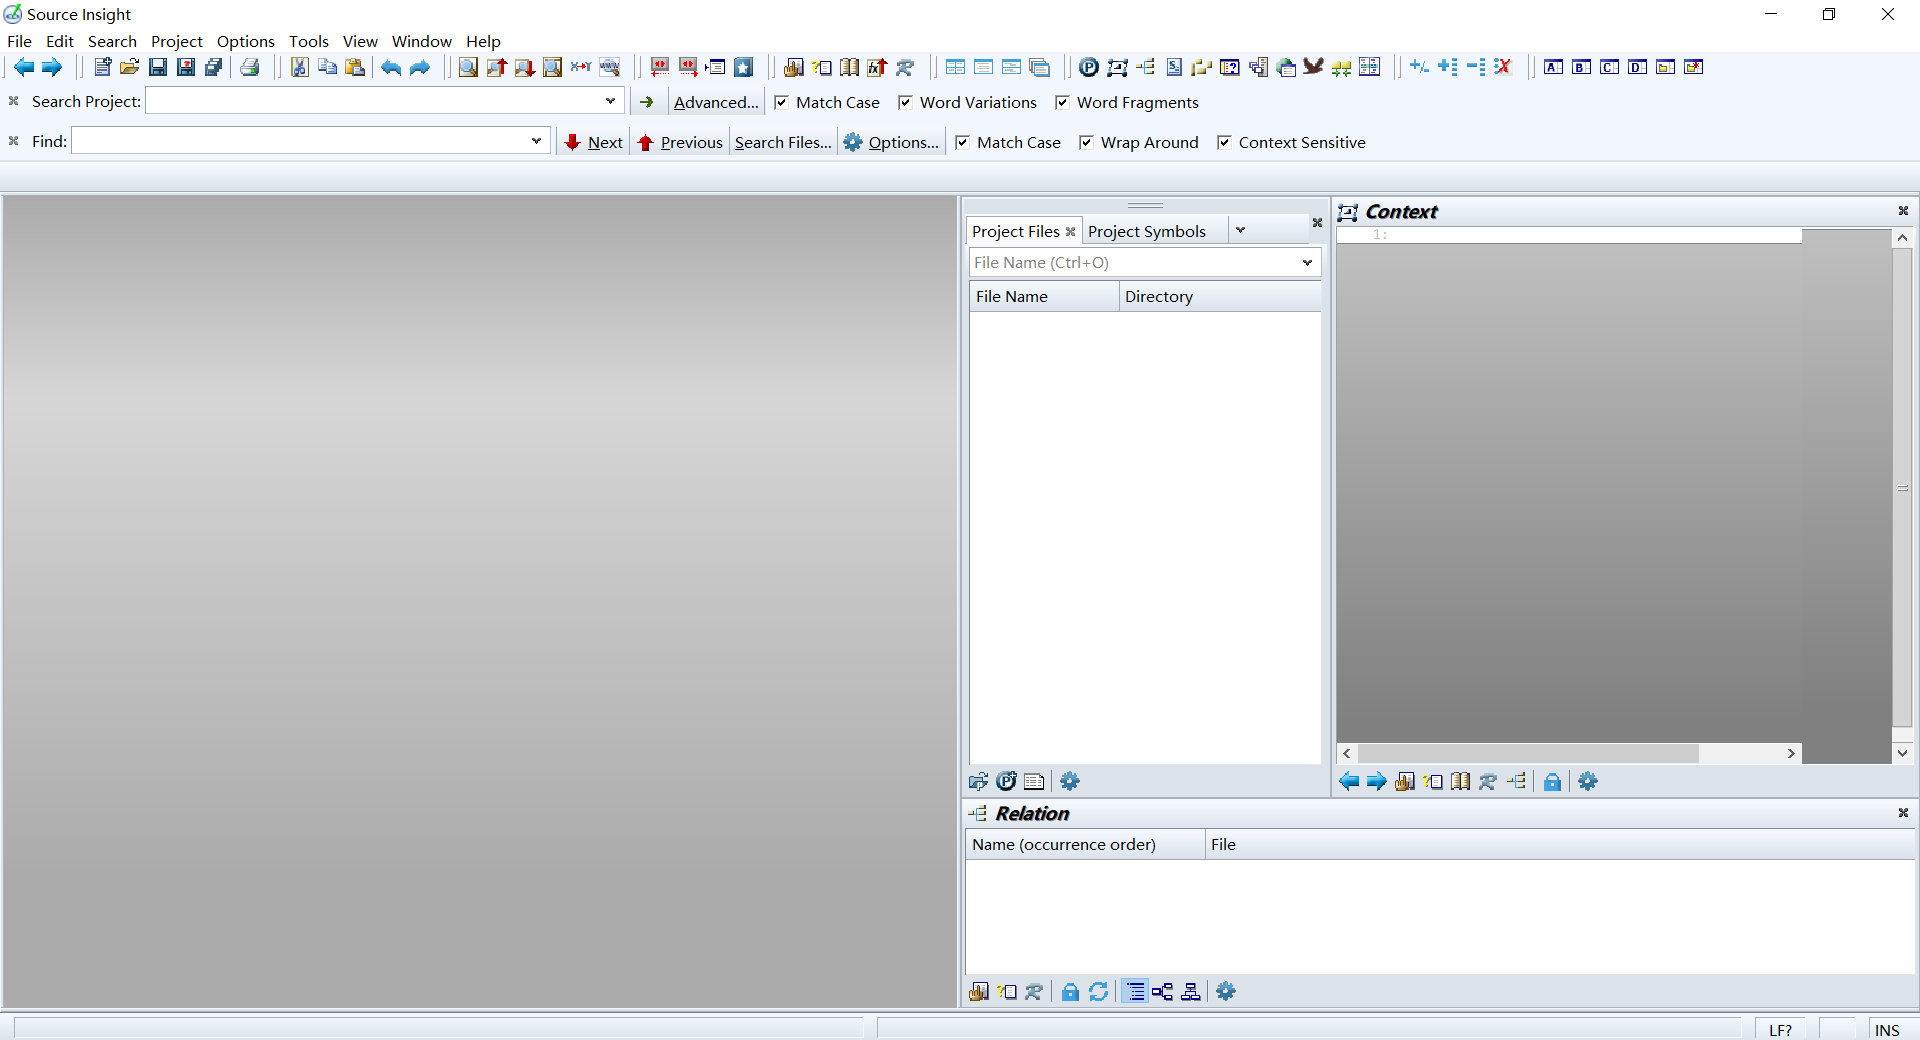 Source Insight
File Edit Search Project Options Tools View Window Help
Search Project: Advanced... Match Case Word Variations Word Fragments
Find: Next Previous Search Files... Options... Match Case Wrap Around Context Sensitive
Project Files Project Symbols
File Name (Ctrl+O)
File Name Directory
Context
1:
Relation
Name (occurrence order) File
LF? INS